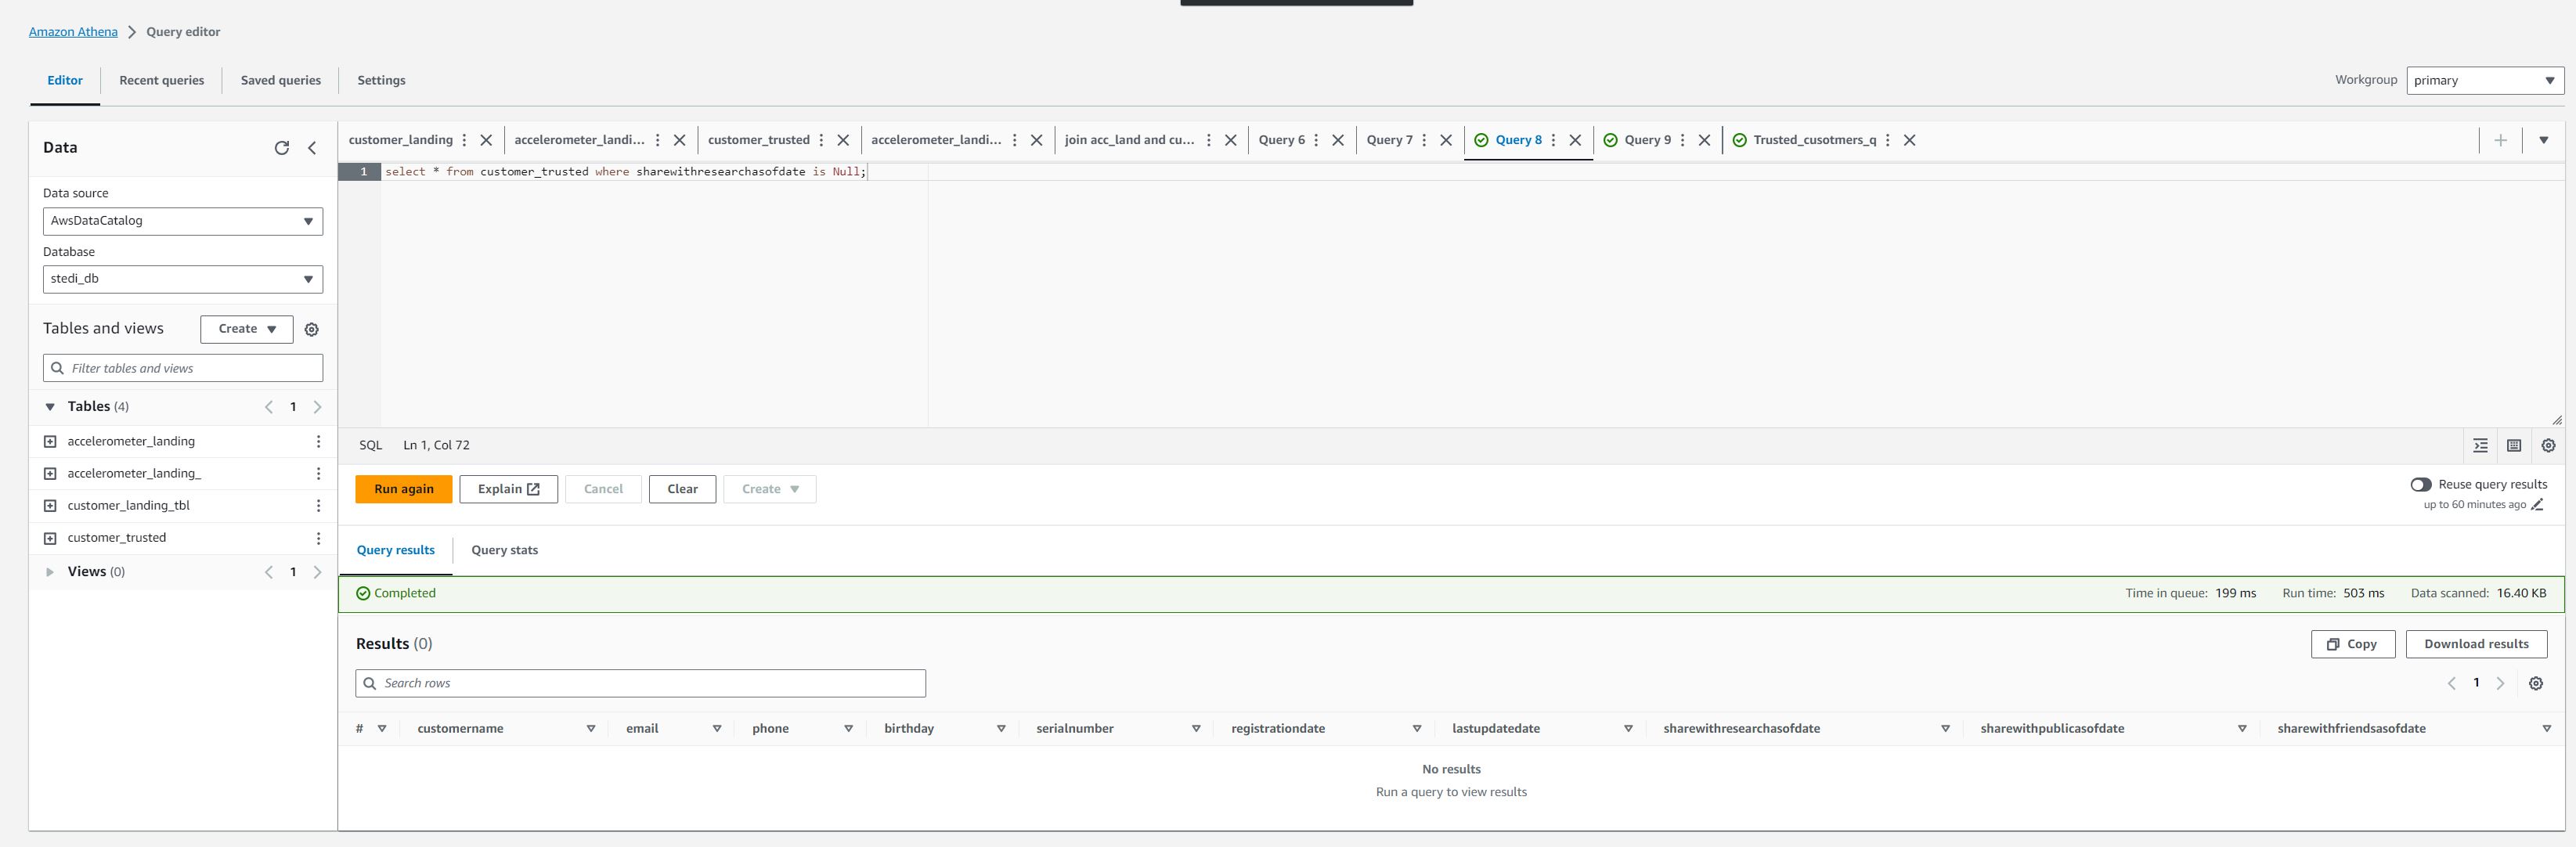 Amazon Athena > Query editor
Editor Recent queries Saved queries Settings
Workgroup primary
Data
Data source
AwsDataCatalog
Database
stedi_db
Tables and views Create
Filter tables and views
Tables (4) < 1 >
accelerometer_landing
accelerometer_landing_
customer_landing_tbl
customer_trusted
Views (0) < 1 >
customer_landing accelerometer_landi... customer_trusted accelerometer_landi... join acc_land and cu... Query 6 Query 7 Query 8 Query 9 Trusted_cusotmers_q
1 select * from customer_trusted where sharewithresearchasofdate is Null;
SQL Ln 1, Col 72
Run again Explain Cancel Clear Create
Reuse query results
up to 60 minutes ago
Query results Query stats
Completed Time in queue: 199 ms Run time: 503 ms Data scanned: 16.40 KB
Results (0) Copy Download results
Search rows < 1 >
# customername email phone birthday serialnumber registrationdate lastupdatedate sharewithresearchasofdate sharewithpublicasofdate sharewithfriendsasofdate
No results
Run a query to view results